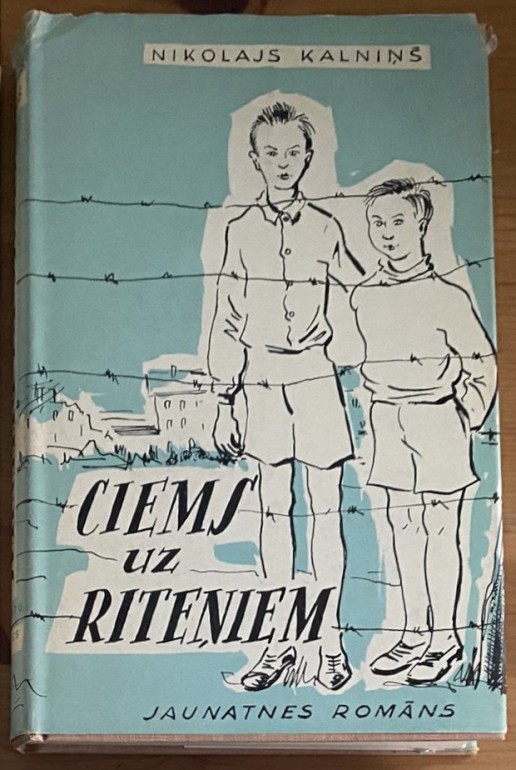 NIKOLAJS KALNIŅŠ
CIEMS
UZ
RITEŅIEM
JAUNATNES ROMĀNS